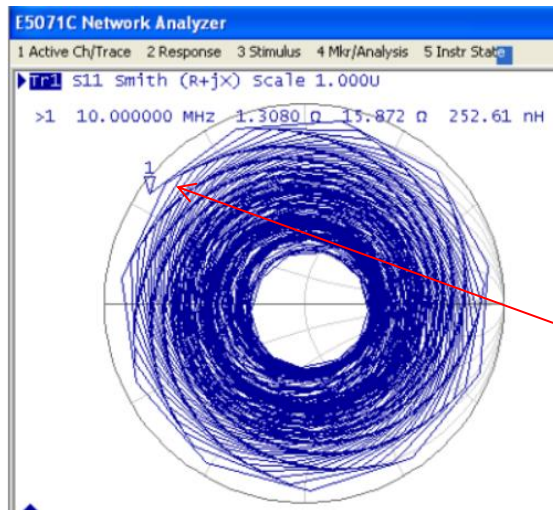 E5071C Network Analyzer
1 Active Ch/Trace 2 Response 3 Stimulus 4 Mkr/Analysis 5 Instr State
Tr1 S11 Smith (R+jX) Scale 1.000U
>1 10.000000 MHz 1.3080 Ω 15.872 Ω 252.61 nH
1